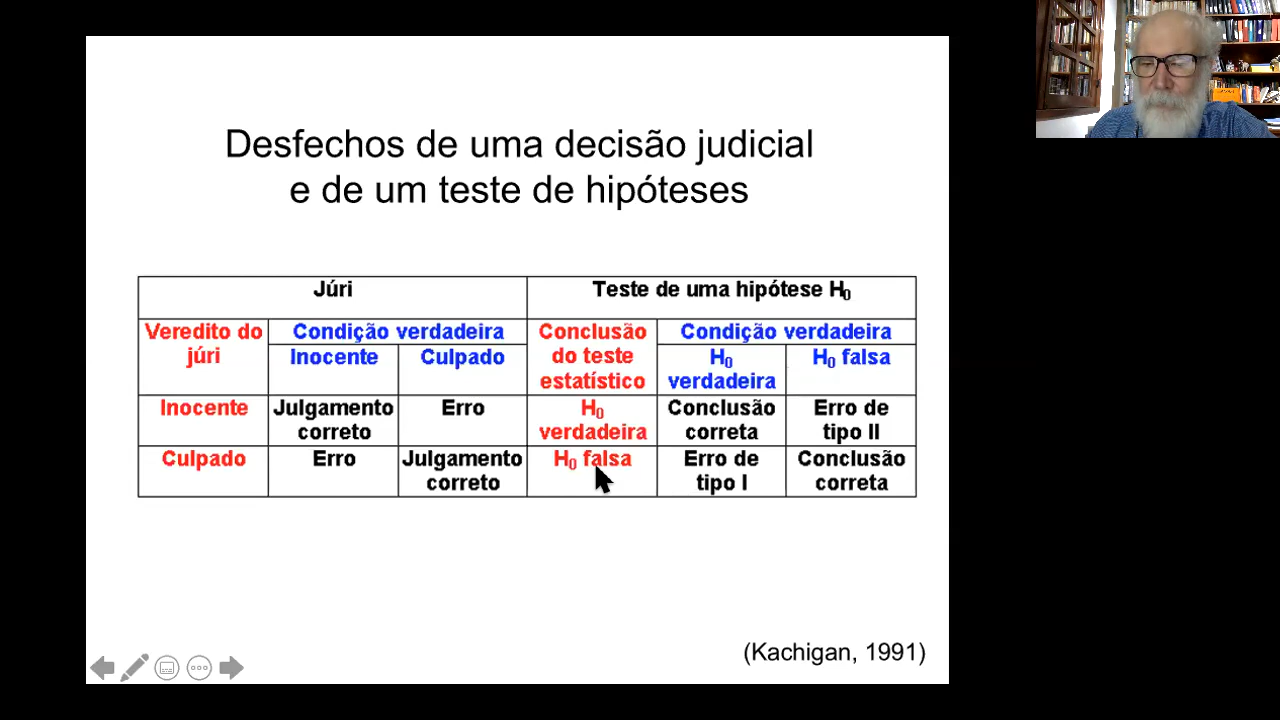 Desfechos de uma decisão judicial
e de um teste de hipóteses
Júri
Teste de uma hipótese H₀
Veredito do
júri
Condição verdadeira
Inocente
Culpado
Conclusão
do teste
estatístico
Condição verdadeira
H₀
verdadeira
H₀ falsa
Inocente
Julgamento
correto
Erro
H₀
verdadeira
Conclusão
correta
Erro de
tipo II
Culpado
Erro
Julgamento
correto
H₀ falsa
Erro de
tipo I
Conclusão
correta
(Kachigan, 1991)